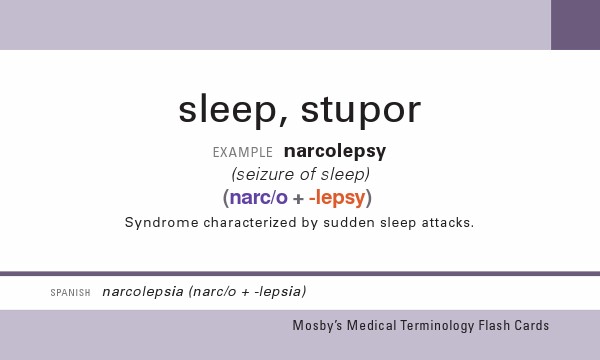 sleep, stupor
EXAMPLE narcolepsy
(seizure of sleep)
(narc/o + -lepsy)
Syndrome characterized by sudden sleep attacks.
SPANISH narcolepsia (narc/o + -lepsia)
Mosby's Medical Terminology Flash Cards